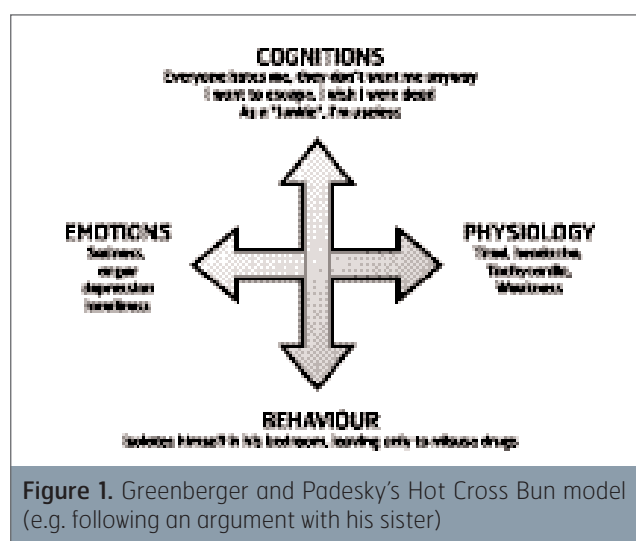 COGNITIONS
Everyone hates me, they don't want me anyway
I want to escape, I wish I were dead
As a "junkie", I'm useless
EMOTIONS
Sadness,
anger
depression
loneliness
PHYSIOLOGY
Tired, headache,
Tachycardia,
Weakness
BEHAVIOUR
Isolates himself in his bedroom, leaving only to misuse drugs
Figure 1. Greenberger and Padesky's Hot Cross Bun model
(e.g. following an argument with his sister)